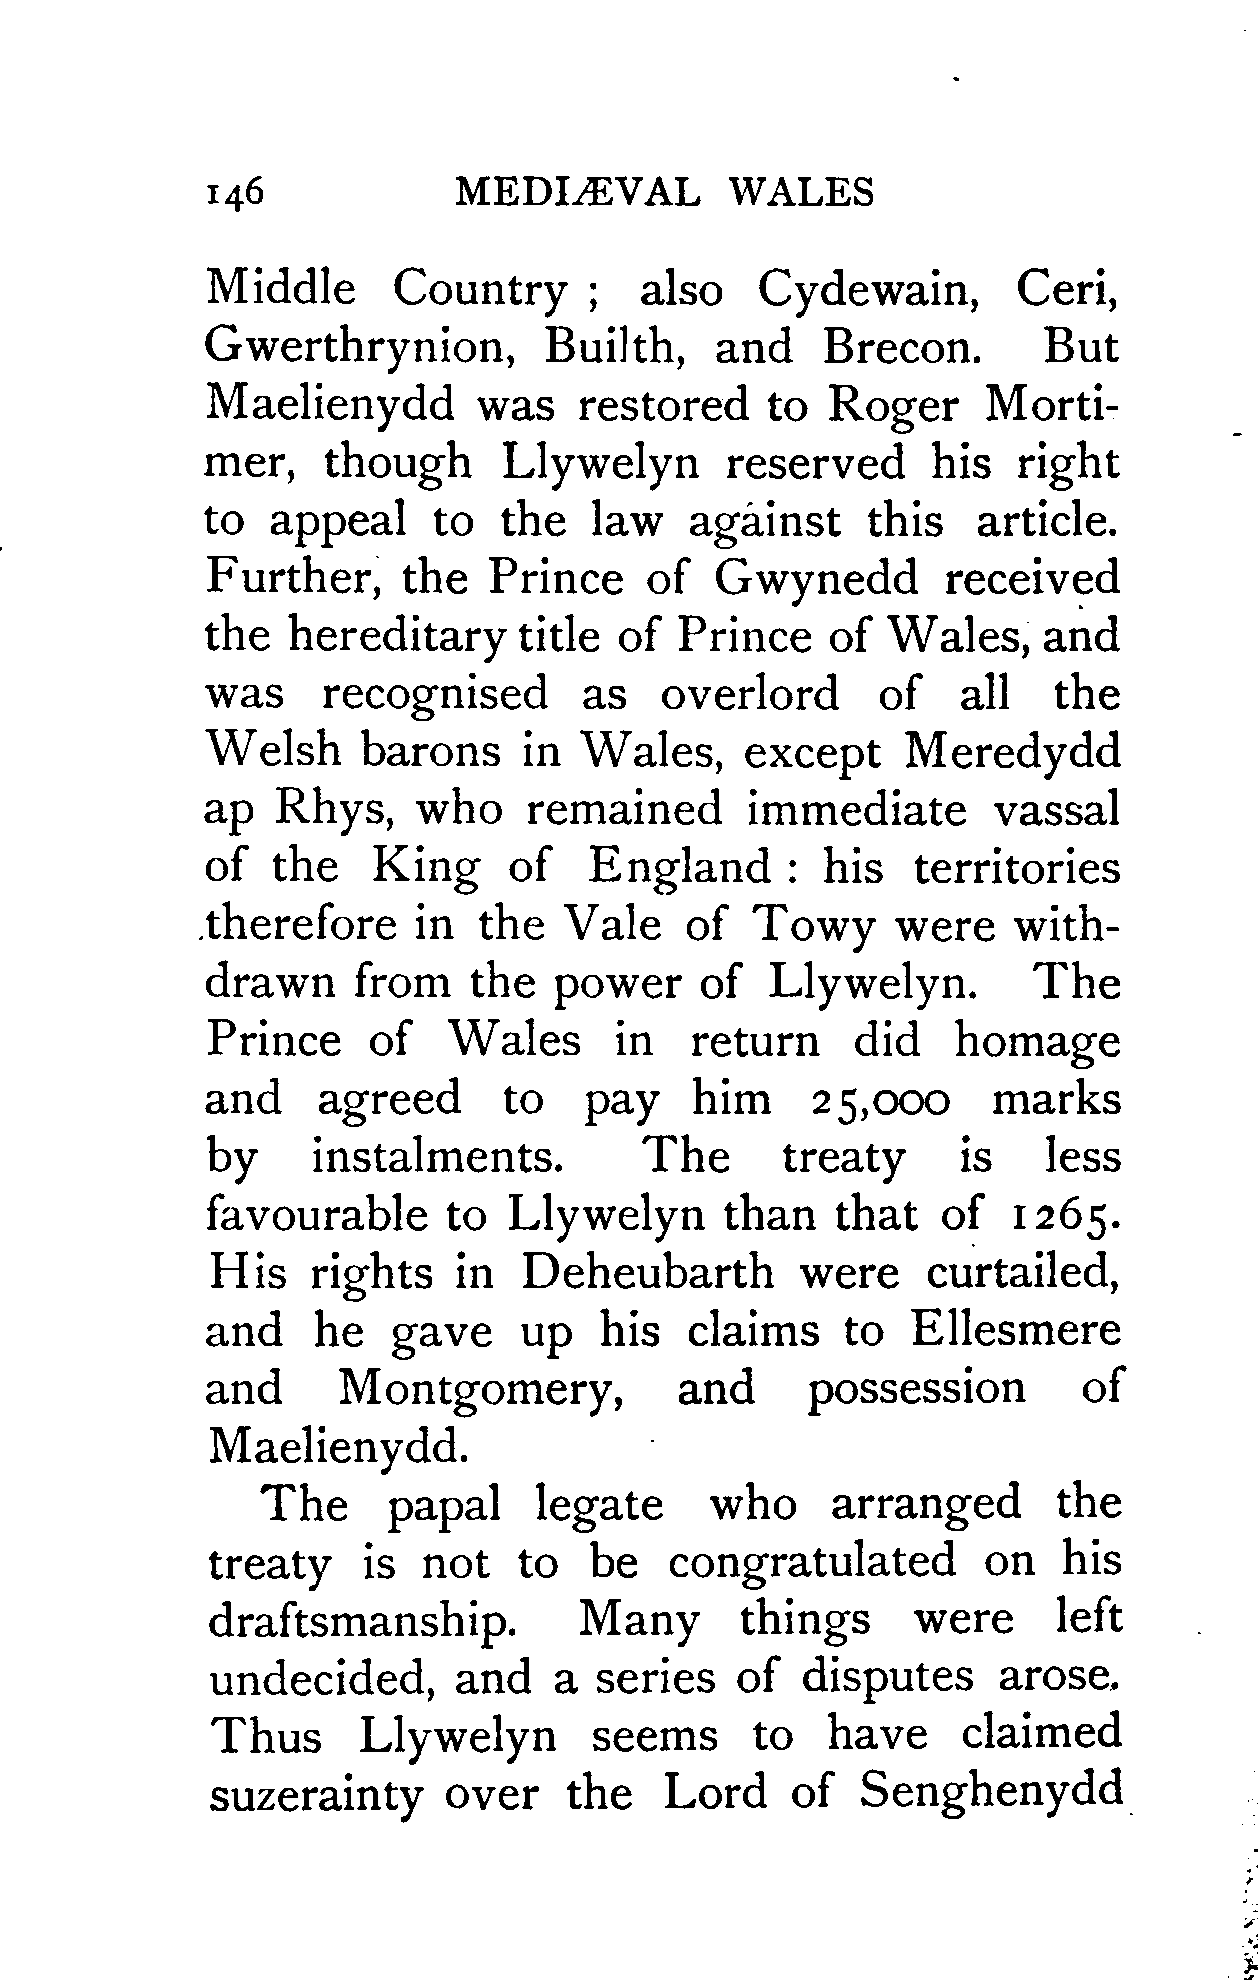 146 MEDIÆVAL WALES
Middle Country ; also Cydewain, Ceri,
Gwerthrynion, Builth, and Brecon. But
Maelienydd was restored to Roger Morti-
mer, though Llywelyn reserved his right
to appeal to the law against this article.
Further, the Prince of Gwynedd received
the hereditary title of Prince of Wales, and
was recognised as overlord of all the
Welsh barons in Wales, except Meredydd
ap Rhys, who remained immediate vassal
of the King of England : his territories
therefore in the Vale of Towy were with-
drawn from the power of Llywelyn. The
Prince of Wales in return did homage
and agreed to pay him 25,000 marks
by instalments. The treaty is less
favourable to Llywelyn than that of 1265.
His rights in Deheubarth were curtailed,
and he gave up his claims to Ellesmere
and Montgomery, and possession of
Maelienydd.
The papal legate who arranged the
treaty is not to be congratulated on his
draftsmanship. Many things were left
undecided, and a series of disputes arose.
Thus Llywelyn seems to have claimed
suzerainty over the Lord of Senghenydd